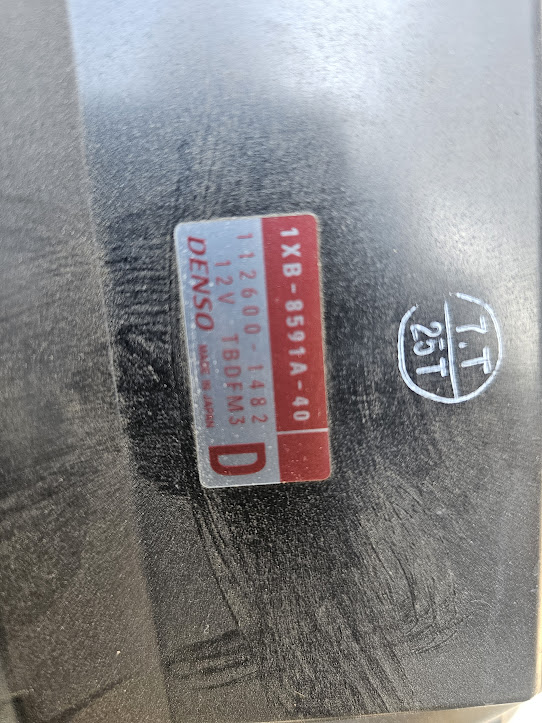 1XB-8591A-40
112600-1482
12V TBDFM3
DENSO MADE IN JAPAN
D
7.T
25T